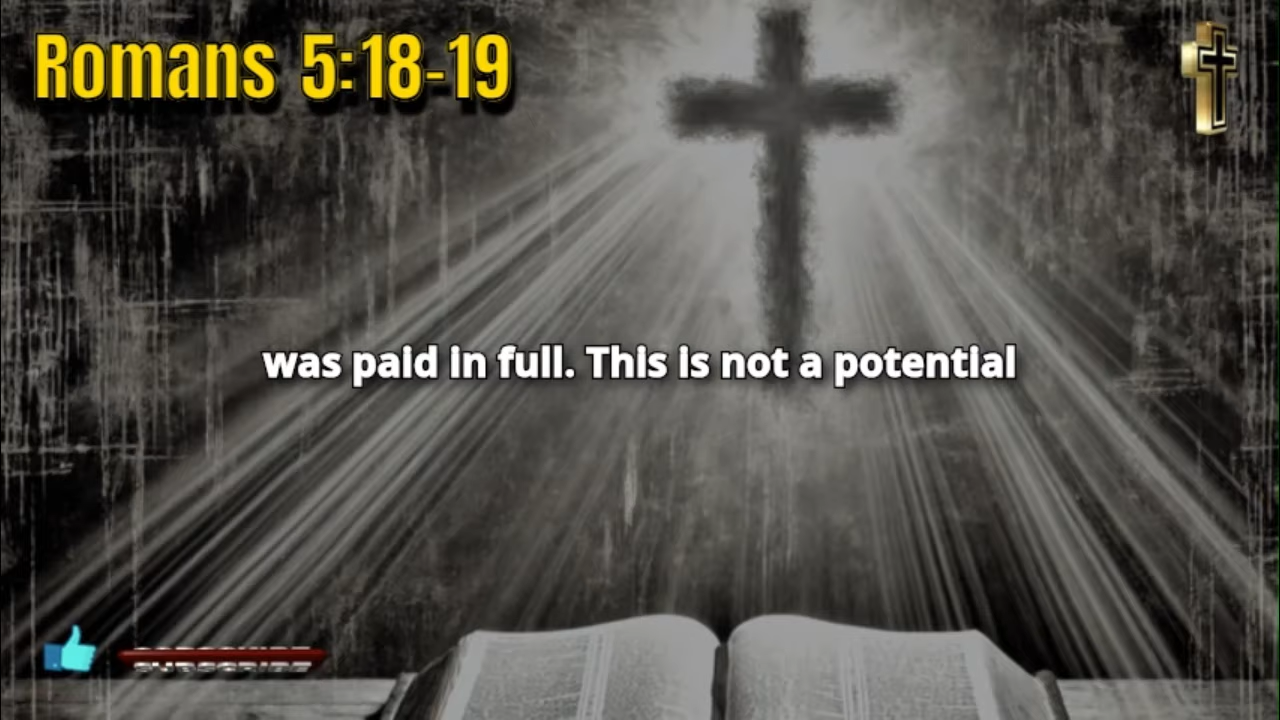 Romans 5:18-19
was paid in full. This is not a potential